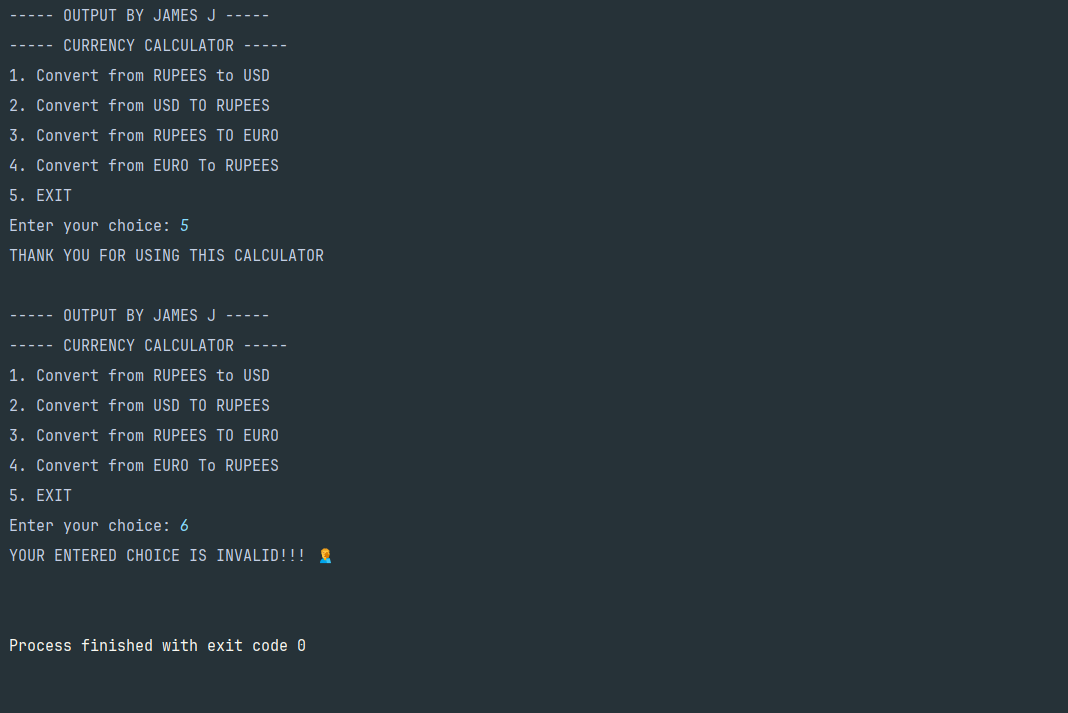 ----- OUTPUT BY JAMES J -----
----- CURRENCY CALCULATOR -----
1. Convert from RUPEES to USD
2. Convert from USD TO RUPEES
3. Convert from RUPEES TO EURO
4. Convert from EURO To RUPEES
5. EXIT
Enter your choice: 5
THANK YOU FOR USING THIS CALCULATOR
----- OUTPUT BY JAMES J -----
----- CURRENCY CALCULATOR -----
1. Convert from RUPEES to USD
2. Convert from USD TO RUPEES
3. Convert from RUPEES TO EURO
4. Convert from EURO To RUPEES
5. EXIT
Enter your choice: 6
YOUR ENTERED CHOICE IS INVALID!!! 🤦
Process finished with exit code 0